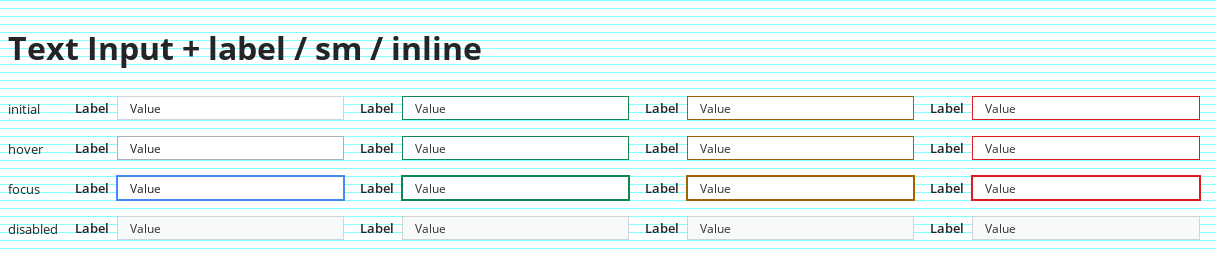 Text Input + label / sm / inline
initial Label Value Label Value Label Value Label Value
hover Label Value Label Value Label Value Label Value
focus Label Value Label Value Label Value Label Value
disabled Label Value Label Value Label Value Label Value